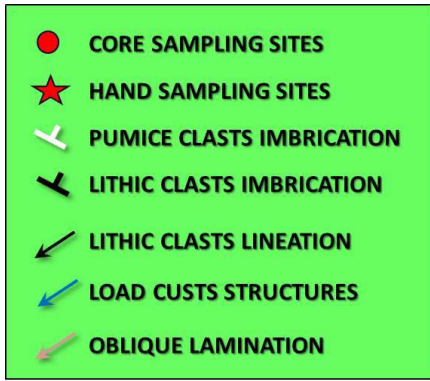 CORE SAMPLING SITES
HAND SAMPLING SITES
PUMICE CLASTS IMBRICATION
LITHIC CLASTS IMBRICATION
LITHIC CLASTS LINEATION
LOAD CUSTS STRUCTURES
OBLIQUE LAMINATION